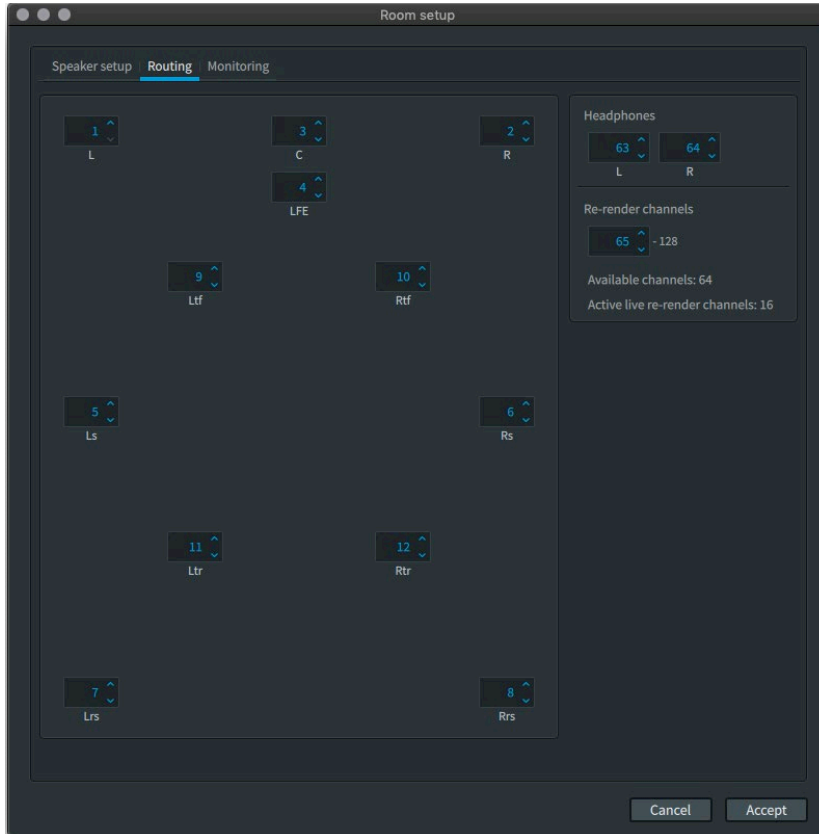 Room setup
Speaker setup Routing Monitoring
1 3 2
L C R
4
LFE
9 10
Ltf Rtf
5 6
Ls Rs
11 12
Ltr Rtr
7 8
Lrs Rrs
Headphones
63 64
L R
Re-render channels
65 - 128
Available channels: 64
Active live re-render channels: 16
Cancel Accept